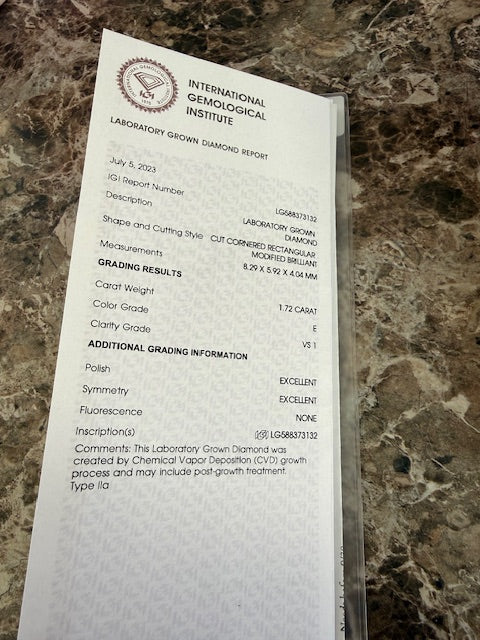 INTERNATIONAL
GEMOLOGICAL
INSTITUTE
IGI
1975
LABORATORY GROWN DIAMOND REPORT
July 5, 2023
IGI Report Number LG588373132
Description LABORATORY GROWN
DIAMOND
Shape and Cutting Style CUT CORNERED RECTANGULAR
MODIFIED BRILLIANT
Measurements 8.29 X 5.92 X 4.04 MM
GRADING RESULTS
Carat Weight 1.72 CARAT
Color Grade E
Clarity Grade VS 1
ADDITIONAL GRADING INFORMATION
Polish EXCELLENT
Symmetry EXCELLENT
Fluorescence NONE
Inscription(s) IGI LG588373132
Comments: This Laboratory Grown Diamond was
created by Chemical Vapor Deposition (CVD) growth
process and may include post-growth treatment.
Type IIa